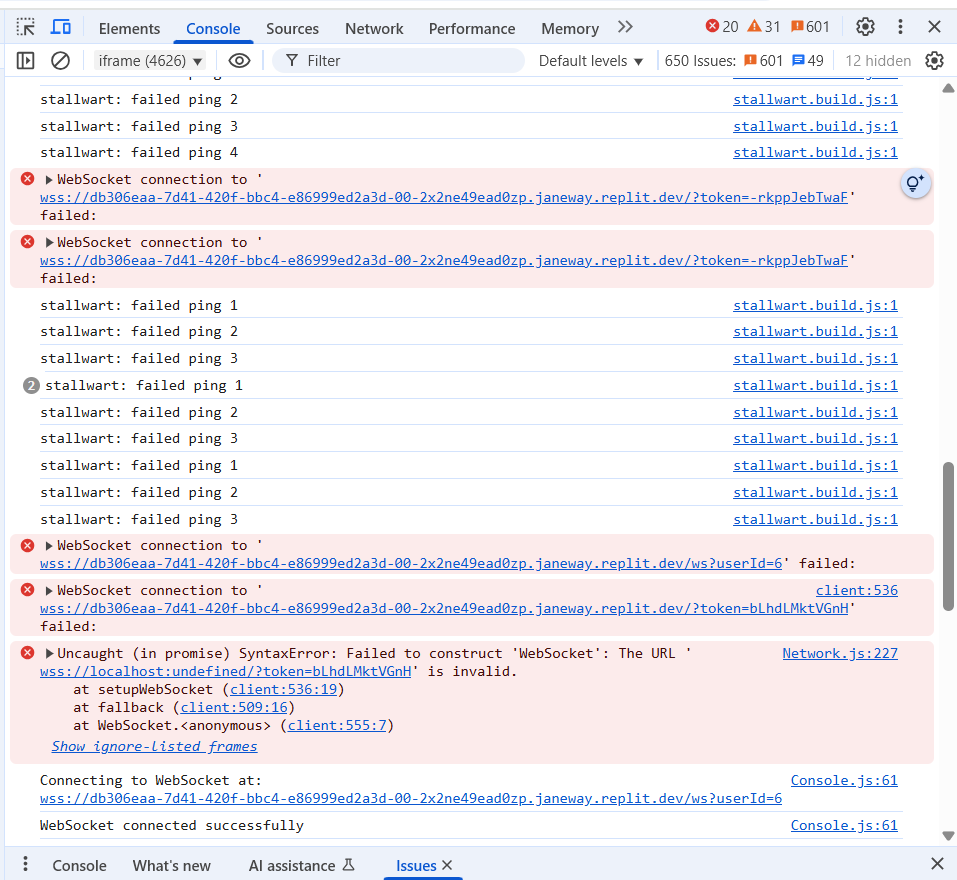 Elements Console Sources Network Performance Memory 20 31 601
iframe (4626) Filter Default levels 650 Issues: 601 49 12 hidden
stallwart: failed ping 2 stallwart.build.js:1
stallwart: failed ping 3 stallwart.build.js:1
stallwart: failed ping 4 stallwart.build.js:1
WebSocket connection to '
wss://db306eaa-7d41-420f-bbc4-e86999ed2a3d-00-2x2ne49ead0zp.janeway.replit.dev/?token=-rkppJebTwaF'
failed:
WebSocket connection to '
wss://db306eaa-7d41-420f-bbc4-e86999ed2a3d-00-2x2ne49ead0zp.janeway.replit.dev/?token=-rkppJebTwaF'
failed:
stallwart: failed ping 1 stallwart.build.js:1
stallwart: failed ping 2 stallwart.build.js:1
stallwart: failed ping 3 stallwart.build.js:1
2 stallwart: failed ping 1 stallwart.build.js:1
stallwart: failed ping 2 stallwart.build.js:1
stallwart: failed ping 3 stallwart.build.js:1
stallwart: failed ping 1 stallwart.build.js:1
stallwart: failed ping 2 stallwart.build.js:1
stallwart: failed ping 3 stallwart.build.js:1
WebSocket connection to '
wss://db306eaa-7d41-420f-bbc4-e86999ed2a3d-00-2x2ne49ead0zp.janeway.replit.dev/ws?userId=6' failed:
WebSocket connection to ' client:536
wss://db306eaa-7d41-420f-bbc4-e86999ed2a3d-00-2x2ne49ead0zp.janeway.replit.dev/?token=bLhdLMktVGnH'
failed:
Uncaught (in promise) SyntaxError: Failed to construct 'WebSocket': The URL ' Network.js:227
wss://localhost:undefined/?token=bLhdLMktVGnH' is invalid.
at setupWebSocket (client:536:19)
at fallback (client:509:16)
at WebSocket.<anonymous> (client:555:7)
Show ignore-listed frames
Connecting to WebSocket at: Console.js:61
wss://db306eaa-7d41-420f-bbc4-e86999ed2a3d-00-2x2ne49ead0zp.janeway.replit.dev/ws?userId=6
WebSocket connected successfully Console.js:61
Console What's new AI assistance Issues